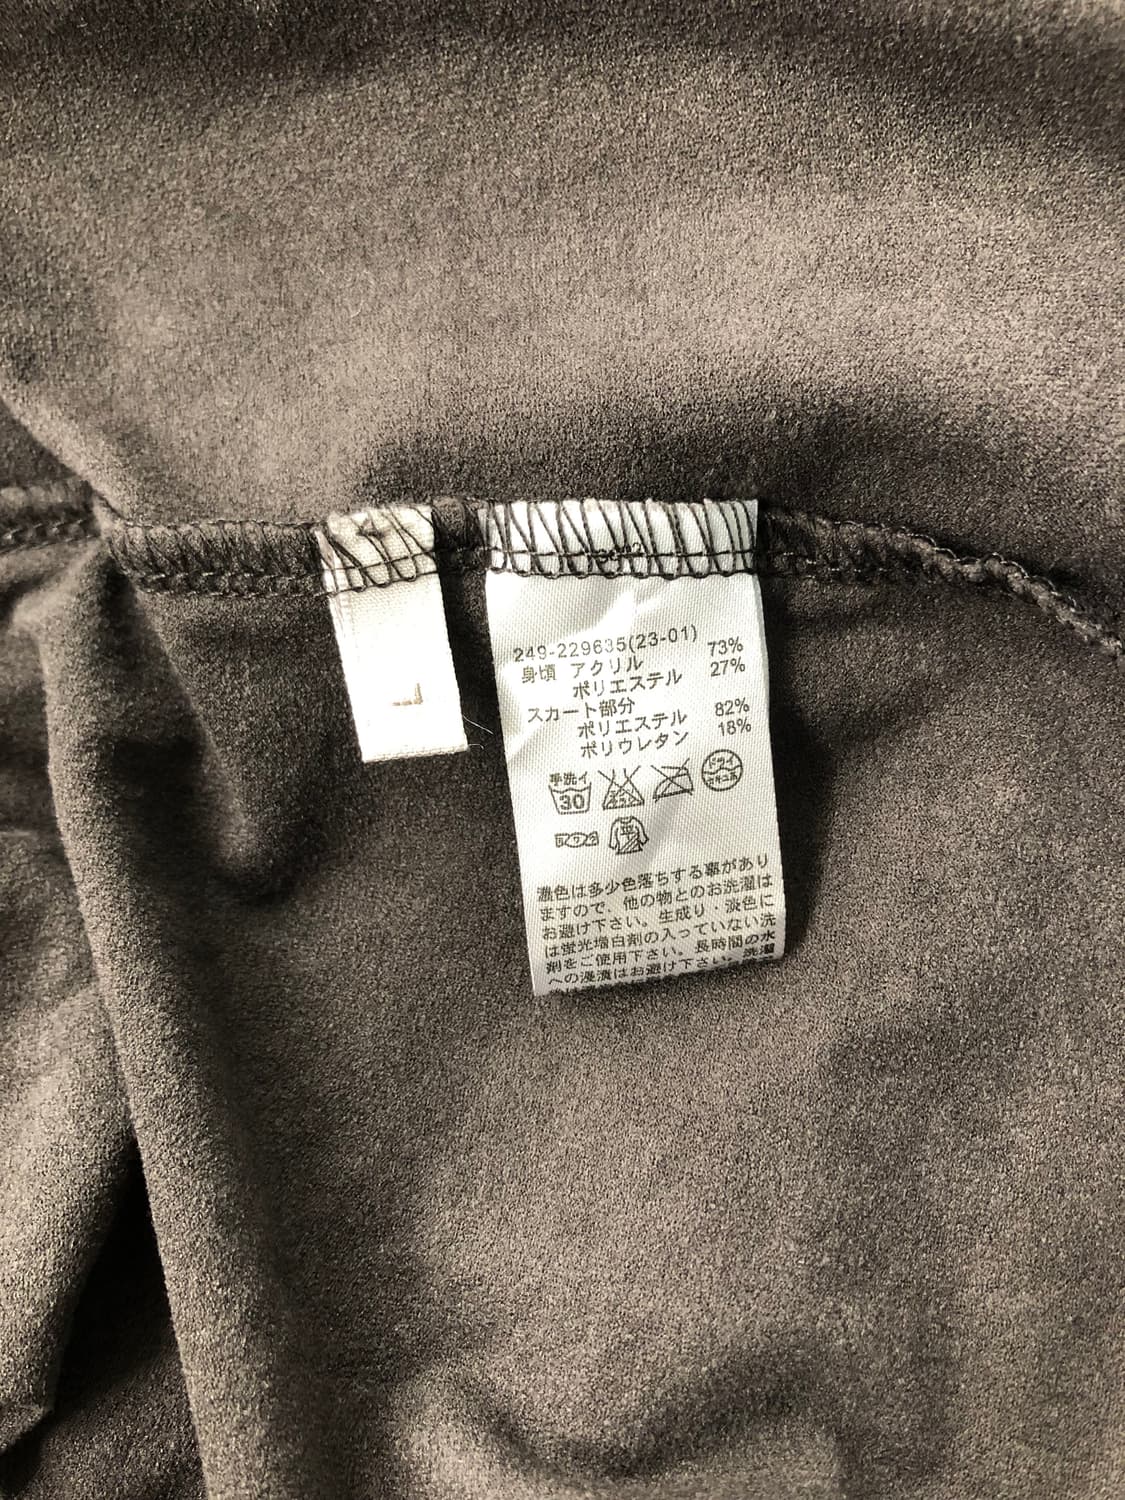 L
249-229635(23-01)
身頃 アクリル 73%
ポリエステル 27%
スカート部分
ポリエステル 82%
ポリウレタン 18%
手洗イ
30
ドライ
濃色は多少色落ちする事があり
ますので、他の物とのお洗濯は
お避け下さい。生成り・淡色に
は蛍光増白剤の入っていない洗
剤をご使用下さい。長時間の水
への浸漬はお避け下さい。洗濯